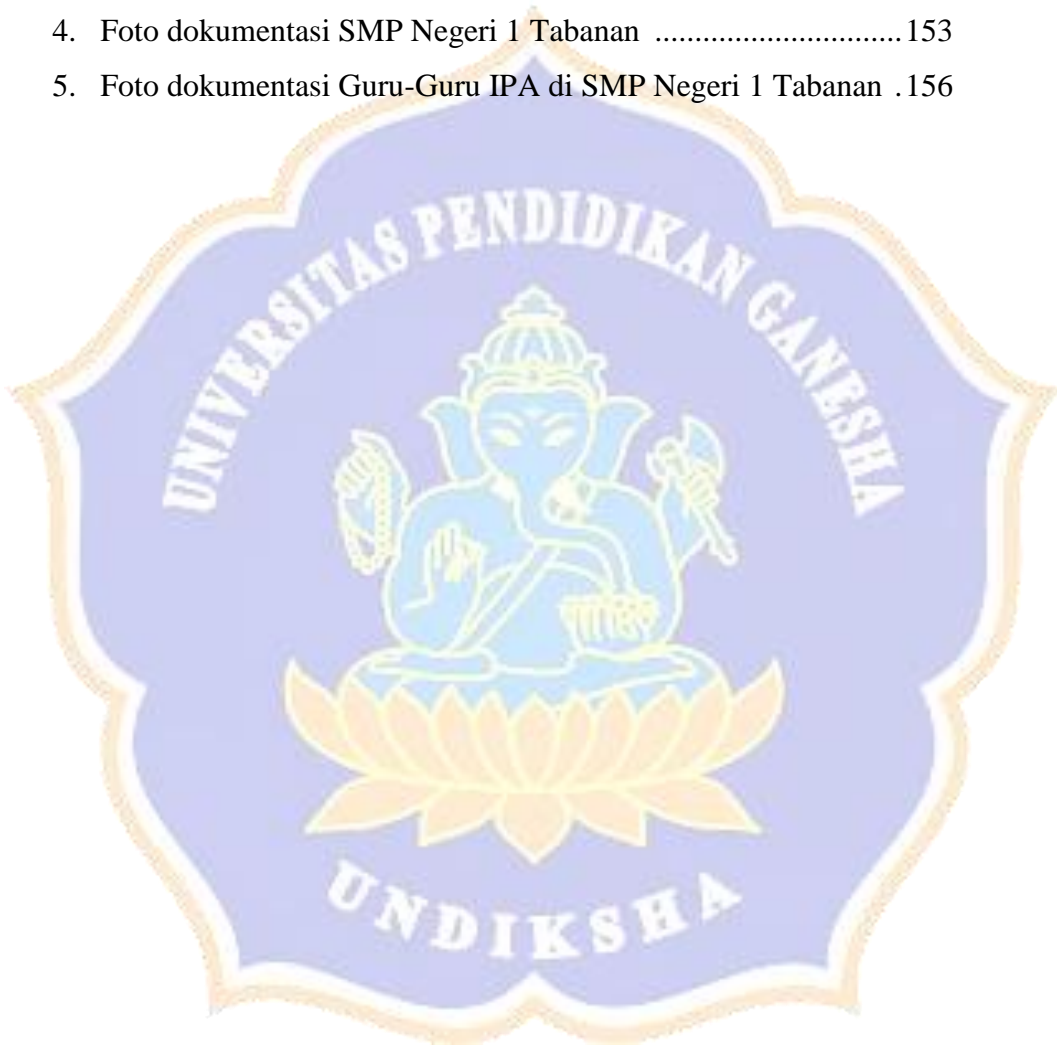 4. Foto dokumentasi SMP Negeri 1 Tabanan ................................153
5. Foto dokumentasi Guru-Guru IPA di SMP Negeri 1 Tabanan .156
UNIVERSITAS PENDIDIKAN GANESHA
UNDIKSHA